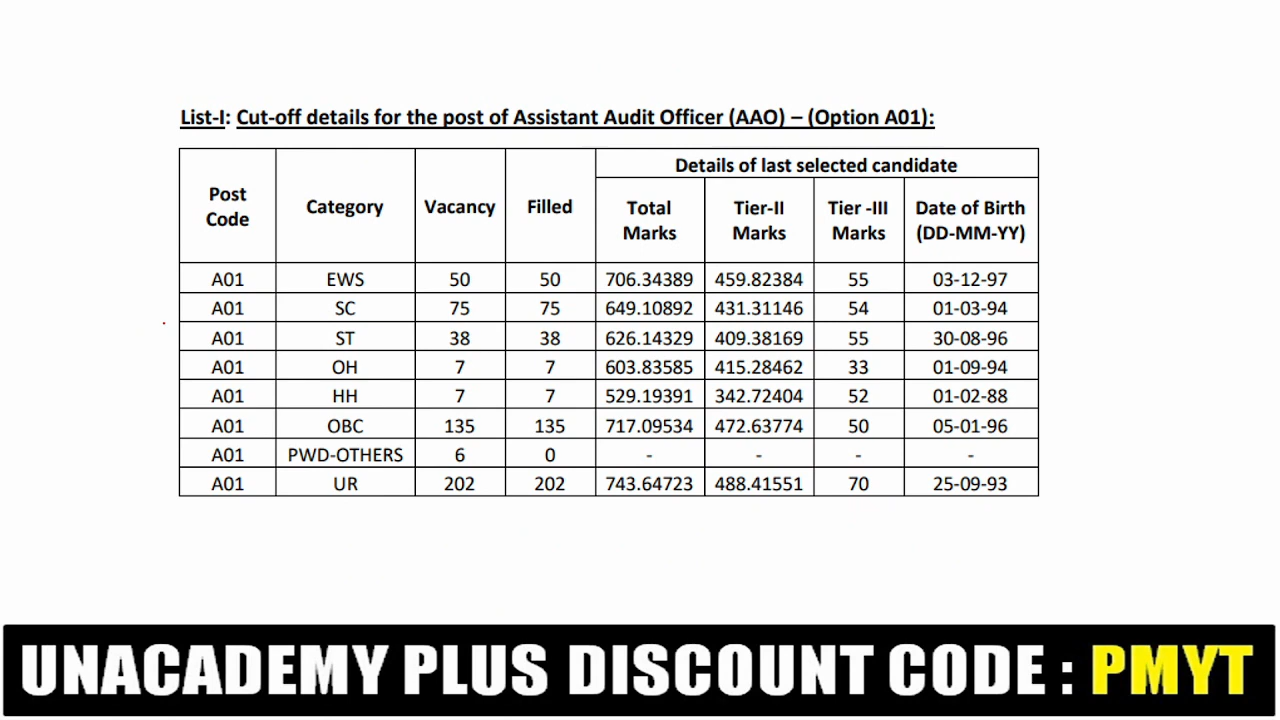 List-I: Cut-off details for the post of Assistant Audit Officer (AAO) – (Option A01):
Post Code Category Vacancy Filled Details of last selected candidate
Total Marks Tier-II Marks Tier -III Marks Date of Birth (DD-MM-YY)
A01 EWS 50 50 706.34389 459.82384 55 03-12-97
A01 SC 75 75 649.10892 431.31146 54 01-03-94
A01 ST 38 38 626.14329 409.38169 55 30-08-96
A01 OH 7 7 603.83585 415.28462 33 01-09-94
A01 HH 7 7 529.19391 342.72404 52 01-02-88
A01 OBC 135 135 717.09534 472.63774 50 05-01-96
A01 PWD-OTHERS 6 0 - - - -
A01 UR 202 202 743.64723 488.41551 70 25-09-93
UNACADEMY PLUS DISCOUNT CODE : PMYT